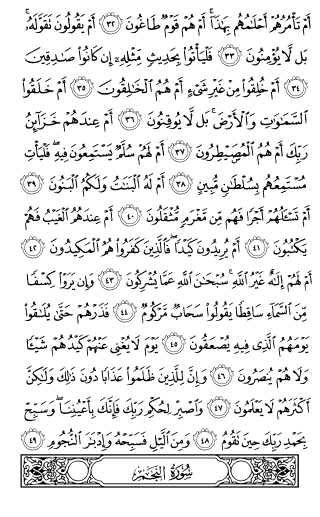 أَمْ تَأْمُرُهُمْ أَحْلَٰمُهُم بِهَٰذَآ ۚ أَمْ هُمْ قَوْمٌ طَاغُونَ ٣٢ أَمْ يَقُولُونَ تَقَوَّلَهُۥ ۚ
بَل لَّا يُؤْمِنُونَ ٣٣ فَلْيَأْتُوا۟ بِحَدِيثٍ مِّثْلِهِۦٓ إِن كَانُوا۟ صَٰدِقِينَ
٣٤ أَمْ خُلِقُوا۟ مِنْ غَيْرِ شَىْءٍ أَمْ هُمُ ٱلْخَٰلِقُونَ ٣٥ أَمْ خَلَقُوا۟
ٱلسَّمَٰوَٰتِ وَٱلْأَرْضَ ۚ بَل لَّا يُوقِنُونَ ٣٦ أَمْ عِندَهُمْ خَزَآئِنُ
رَبِّكَ أَمْ هُمُ ٱلْمُصَۣيْطِرُونَ ٣٧ أَمْ لَهُمْ سُلَّمٌ يَسْتَمِعُونَ فِيهِ ۖ فَلْيَأْتِ
مُسْتَمِعُهُم بِسُلْطَٰنٍ مُّبِينٍ ٣٨ أَمْ لَهُ ٱلْبَنَٰتُ وَلَكُمُ ٱلْبَنُونَ ٣٩
أَمْ تَسْـَٔلُهُمْ أَجْرًا فَهُم مِّن مَّغْرَمٍ مُّثْقَلُونَ ٤٠ أَمْ عِندَهُمُ ٱلْغَيْبُ فَهُمْ
يَكْتُبُونَ ٤١ أَمْ يُرِيدُونَ كَيْدًا ۖ فَٱلَّذِينَ كَفَرُوا۟ هُمُ ٱلْمَكِيدُونَ ٤٢
أَمْ لَهُمْ إِلَٰهٌ غَيْرُ ٱللَّهِ ۚ سُبْحَٰنَ ٱللَّهِ عَمَّا يُشْرِكُونَ ٤٣ وَإِن يَرَوْا۟ كِسْفًا
مِّنَ ٱلسَّمَآءِ سَاقِطًا يَقُولُوا۟ سَحَابٌ مَّرْكُومٌ ٤٤ فَذَرْهُمْ حَتَّىٰ يُلَٰقُوا۟
يَوْمَهُمُ ٱلَّذِى فِيهِ يُصْعَقُونَ ٤٥ يَوْمَ لَا يُغْنِى عَنْهُمْ كَيْدُهُمْ شَيْـًٔا
وَلَا هُمْ يُنصَرُونَ ٤٦ وَإِنَّ لِلَّذِينَ ظَلَمُوا۟ عَذَابًا دُونَ ذَٰلِكَ وَلَٰكِنَّ
أَكْثَرَهُمْ لَا يَعْلَمُونَ ٤٧ وَٱصْبِرْ لِحُكْمِ رَبِّكَ فَإِنَّكَ بِأَعْيُنِنَا ۖ وَسَبِّحْ
بِحَمْدِ رَبِّكَ حِينَ تَقُومُ ٤٨ وَمِنَ ٱلَّيْلِ فَسَبِّحْهُ وَإِدْبَٰرَ ٱلنُّجُومِ ٤٩
سُورَةُ النَّجْمِ